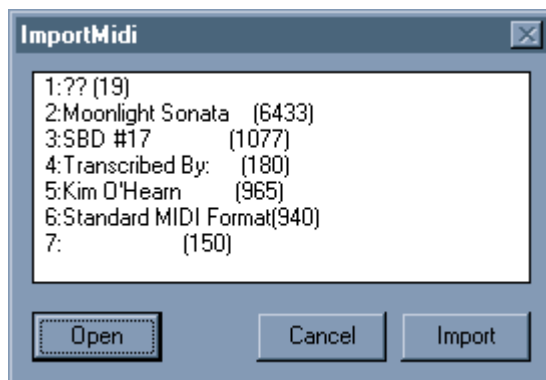 ImportMidi
1:?? (19)
2:Moonlight Sonata (6433)
3:SBD #17 (1077)
4:Transcribed By: (180)
5:Kim O'Hearn (965)
6:Standard MIDI Format(940)
7: (150)
Open Cancel Import